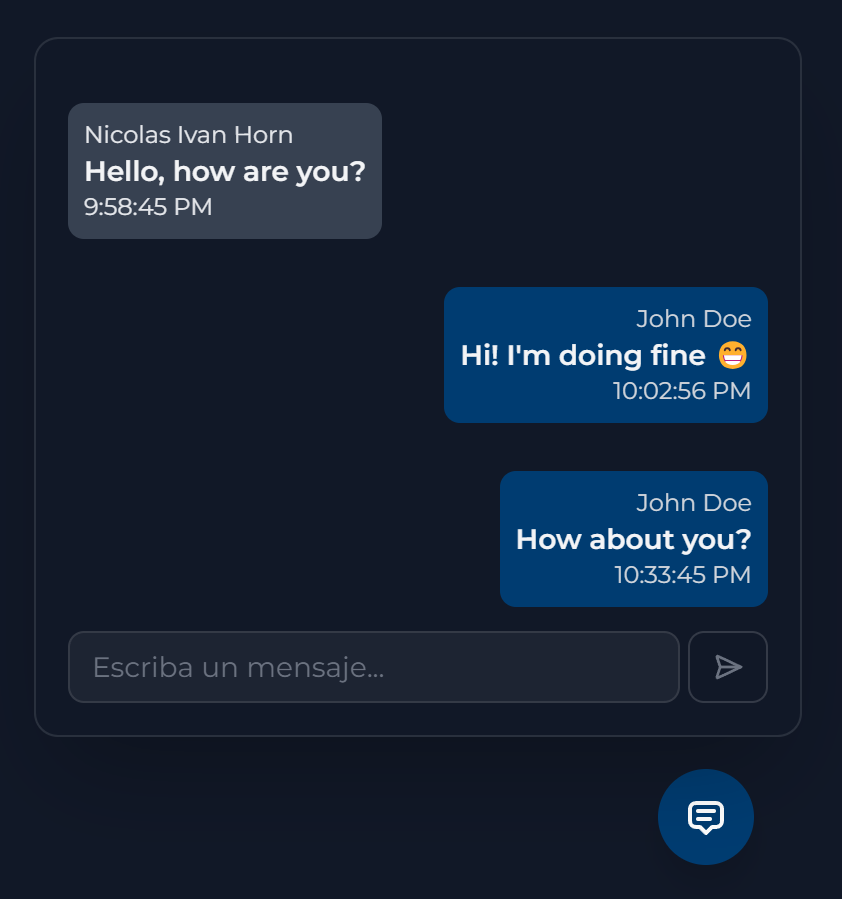 Nicolas Ivan Horn
Hello, how are you?
9:58:45 PM
John Doe
Hi! I'm doing fine 😁
10:02:56 PM
John Doe
How about you?
10:33:45 PM
Escriba un mensaje...